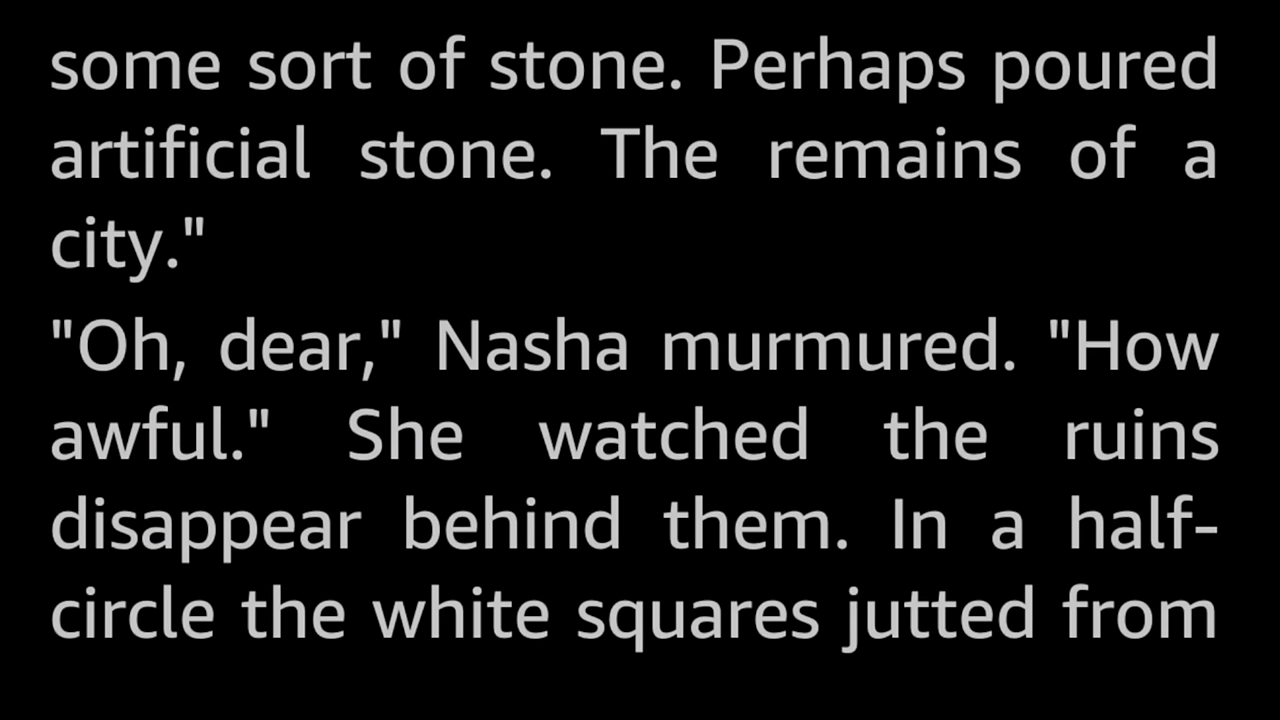 some sort of stone. Perhaps poured
artificial stone. The remains of a
city."
"Oh, dear," Nasha murmured. "How
awful." She watched the ruins
disappear behind them. In a half-
circle the white squares jutted from